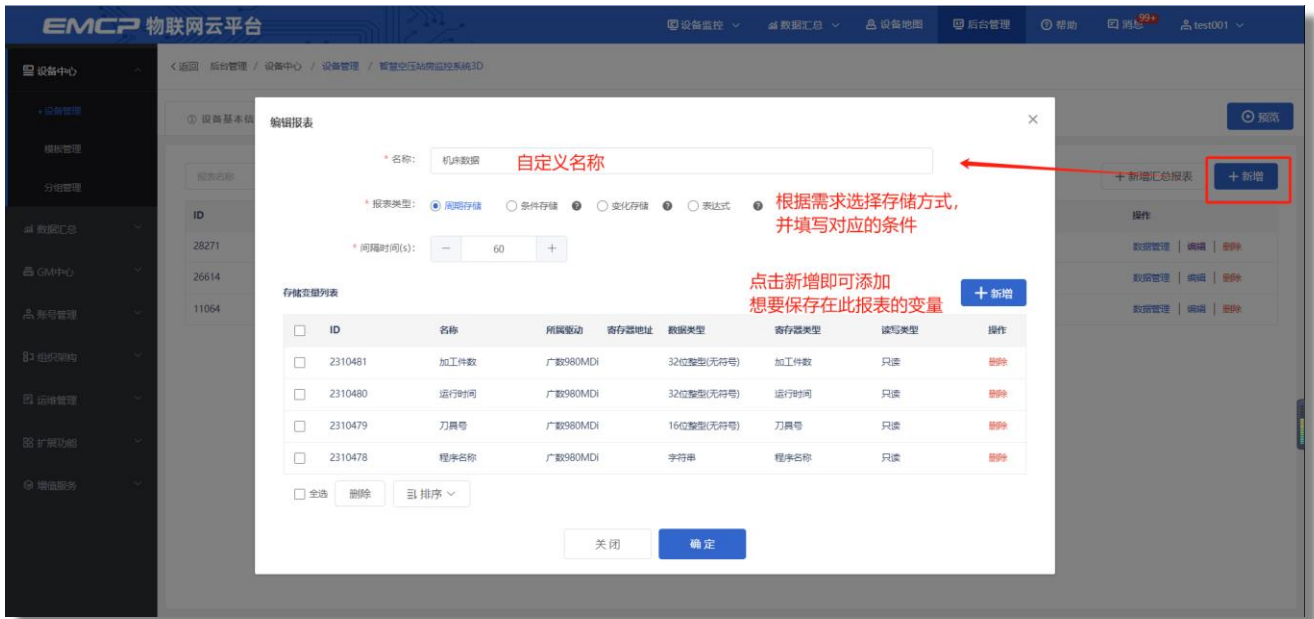 EMCP 物联网云平台
设备监控 数据汇总 设备地图 后台管理 帮助 消息 99+ test001
设备中心
设备管理
模板管理
分组管理
数据汇总
GM中心
账号管理
组织架构
运维管理
扩展功能
增值服务
返回 后台管理 / 设备中心 / 设备管理 / 智慧空压站房监控系统3D
① 设备基本信
预览
报表名称
+ 新增汇总报表
+ 新增
ID 操作
28271 数据管理 | 编辑 | 删除
26614 数据管理 | 编辑 | 删除
11064 数据管理 | 编辑 | 删除
编辑报表
* 名称: 机床数据 自定义名称
* 报表类型: 周期存储 条件存储 变化存储 表达式
根据需求选择存储方式,
并填写对应的条件
* 间隔时间(s): — 60 +
点击新增即可添加
想要保存在此报表的变量
存储变量列表
+ 新增
ID 名称 所属驱动 寄存器地址 数据类型 寄存器类型 读写类型 操作
2310481 加工件数 广数980MDi 32位整型(无符号) 加工件数 只读 删除
2310480 运行时间 广数980MDi 32位整型(无符号) 运行时间 只读 删除
2310479 刀具号 广数980MDi 16位整型(无符号) 刀具号 只读 删除
2310478 程序名称 广数980MDi 字符串 程序名称 只读 删除
全选 删除 排序
关闭 确定